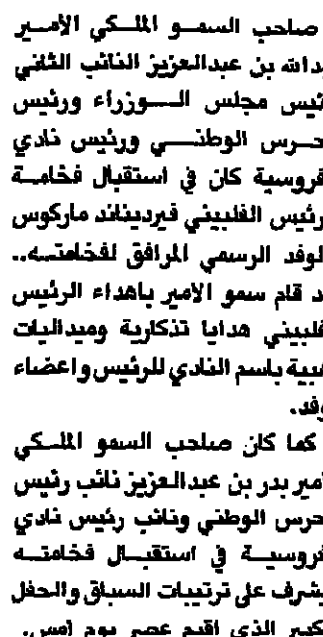 صاحب السمو الملكي الأمير
دالله بن عبدالعزيز النائب الثاني
ئيس مجلس الوزراء ورئيس
حرس الوطني ورئيس نادي
فروسية كان في استقبال فخامة
رئيس الفلبيني فيرديناند ماركوس
لوفد الرسمي المرافق لفخامته..
د قام سمو الامير باهداء الرئيس
فلبيني هدايا تذكارية وميداليات
هبية باسم النادي للرئيس واعضاء
وفد.
كما كان صاحب السمو الملكي
امير بدر بن عبدالعزيز نائب رئيس
حرس الوطني ونائب رئيس نادي
فروسية في استقبال فخامته
يشرف على ترتيبات السباق والحفل
كبير الذي اقيم عصر يوم امس.